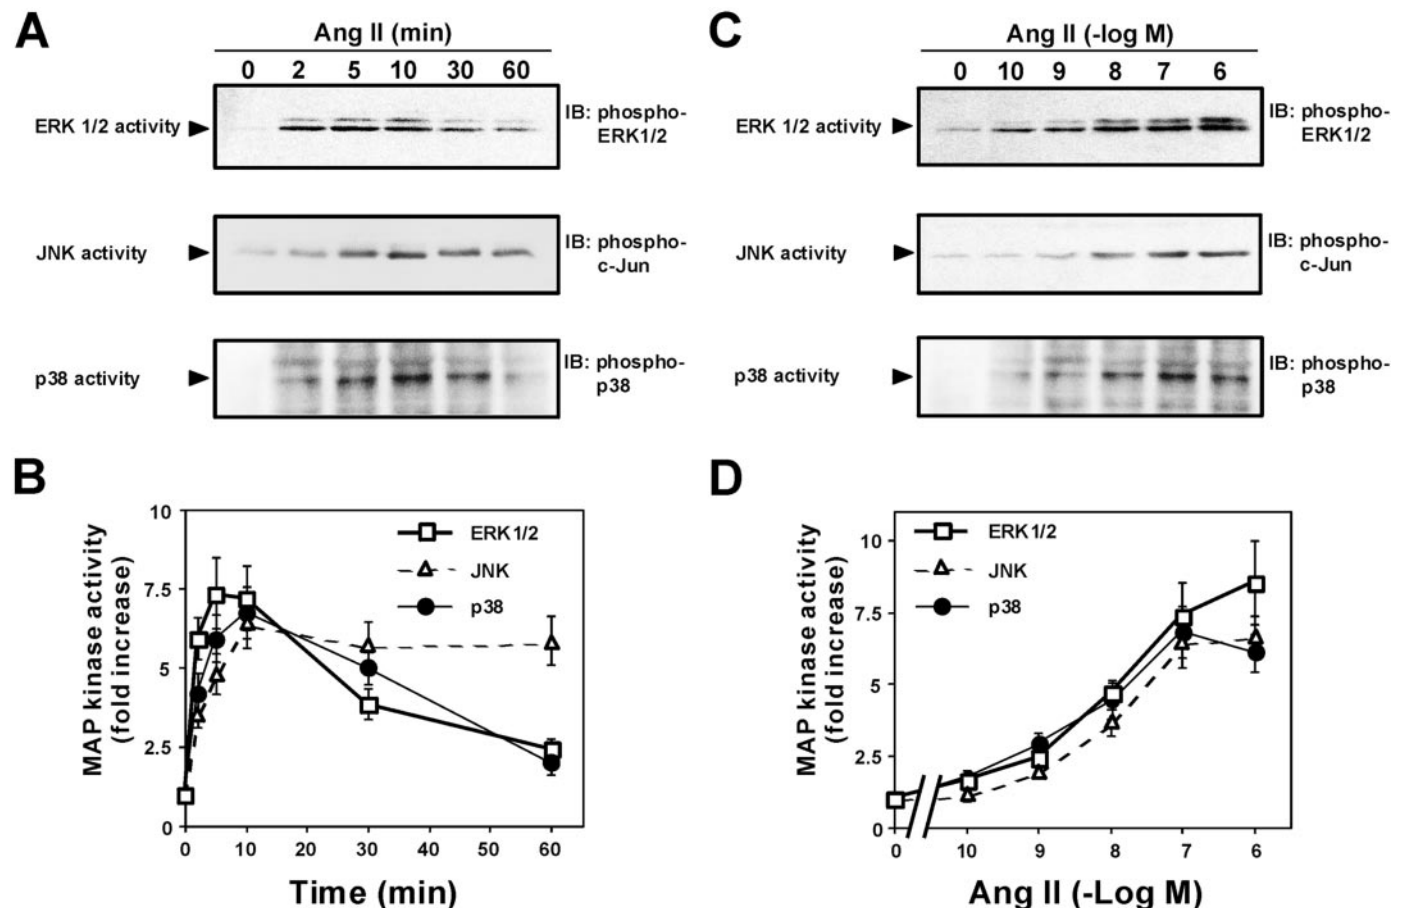 A
Ang II (min)
0 2 5 10 30 60
ERK 1/2 activity
IB: phospho-
ERK1/2
JNK activity
IB: phospho-
c-Jun
p38 activity
IB: phospho-
p38
C
Ang II (-log M)
0 10 9 8 7 6
ERK 1/2 activity
IB: phospho-
ERK1/2
JNK activity
IB: phospho-
c-Jun
p38 activity
IB: phospho-
p38
B
MAP kinase activity
(fold increase)
10
7.5
5
2.5
0
ERK1/2
JNK
p38
0 10 20 30 40 50 60
Time (min)
D
MAP kinase activity
(fold increase)
10
7.5
5
2.5
0
ERK1/2
JNK
p38
0 10 9 8 7 6
Ang II (-Log M)